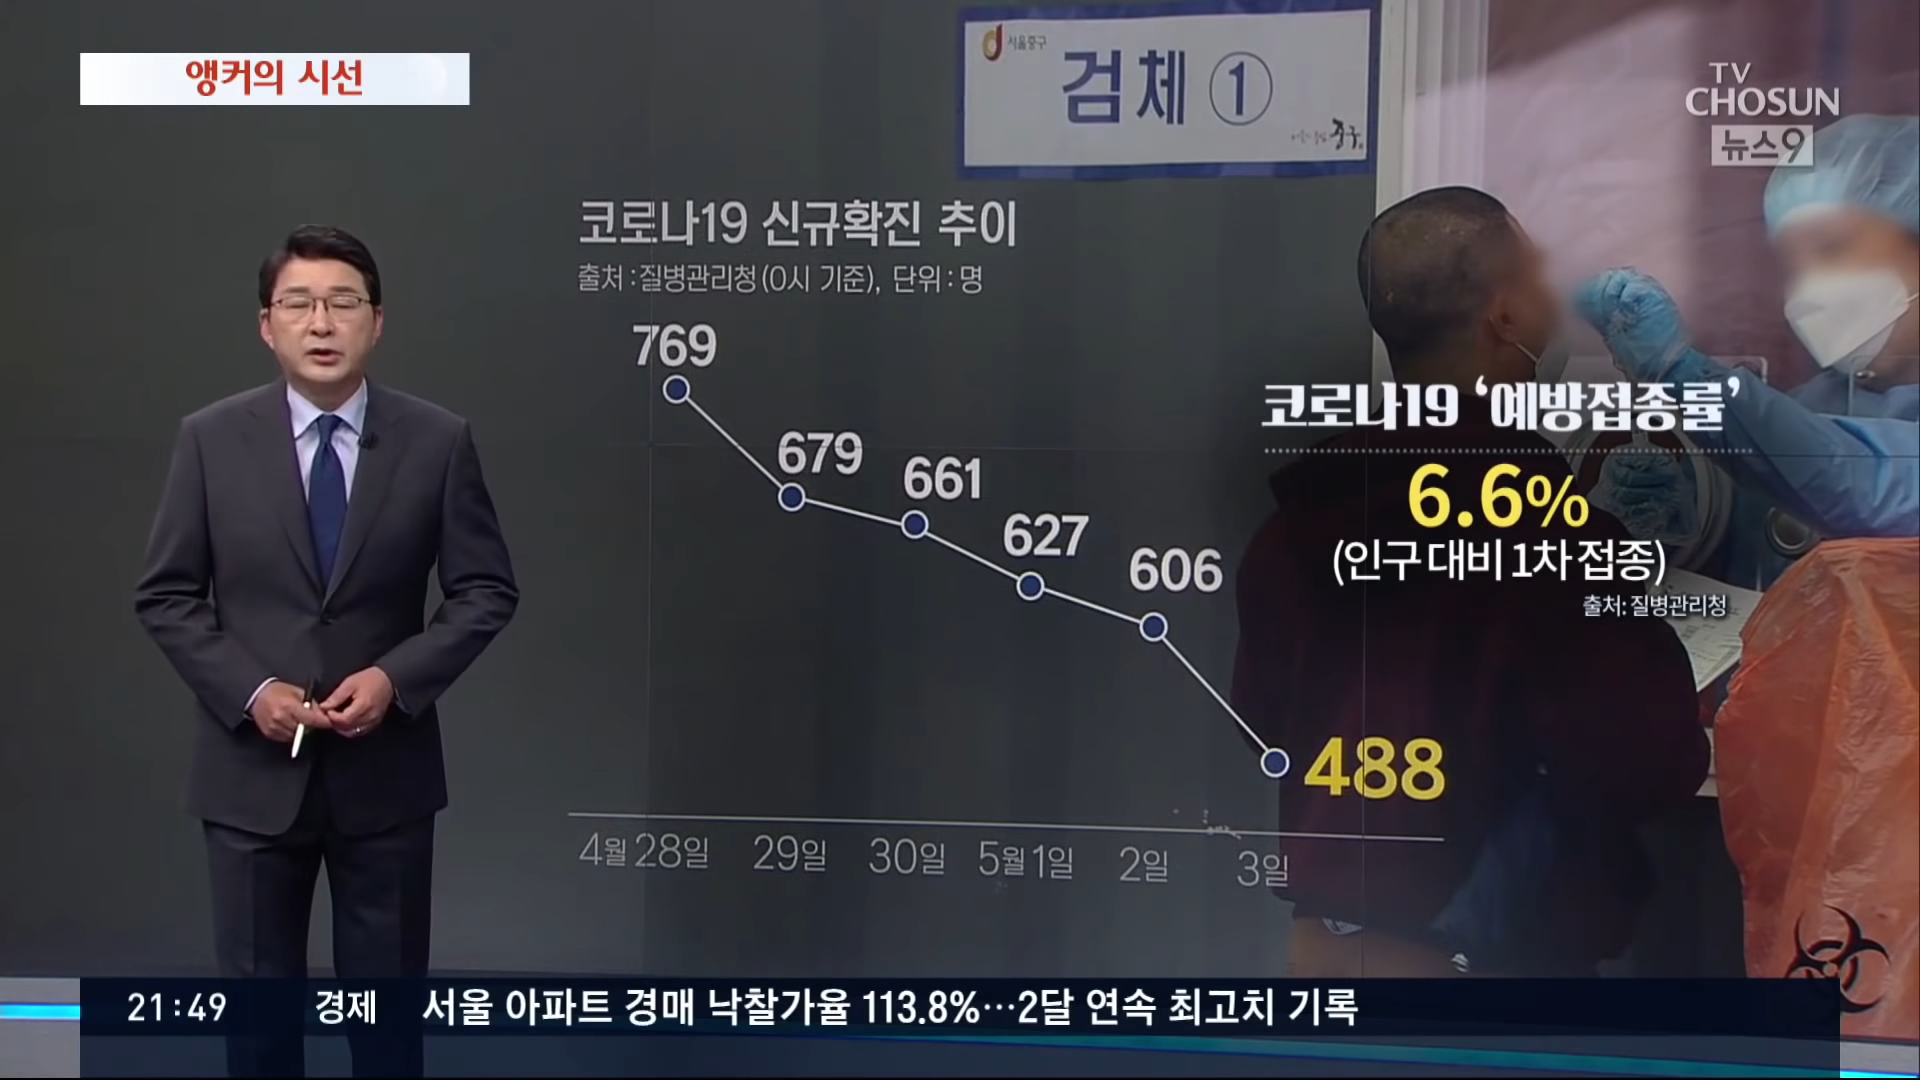 앵커의 시선
서울중구
검체 ①
중구
TV
CHOSUN
뉴스9
코로나19 신규확진 추이
출처:질병관리청(0시 기준), 단위:명
769
679
661
627
606
488
4월 28일 29일 30일 5월 1일 2일 3일
코로나19 ‘예방접종률’
6.6%
(인구 대비 1차 접종)
출처: 질병관리청
21:49 경제 서울 아파트 경매 낙찰가율 113.8%…2달 연속 최고치 기록